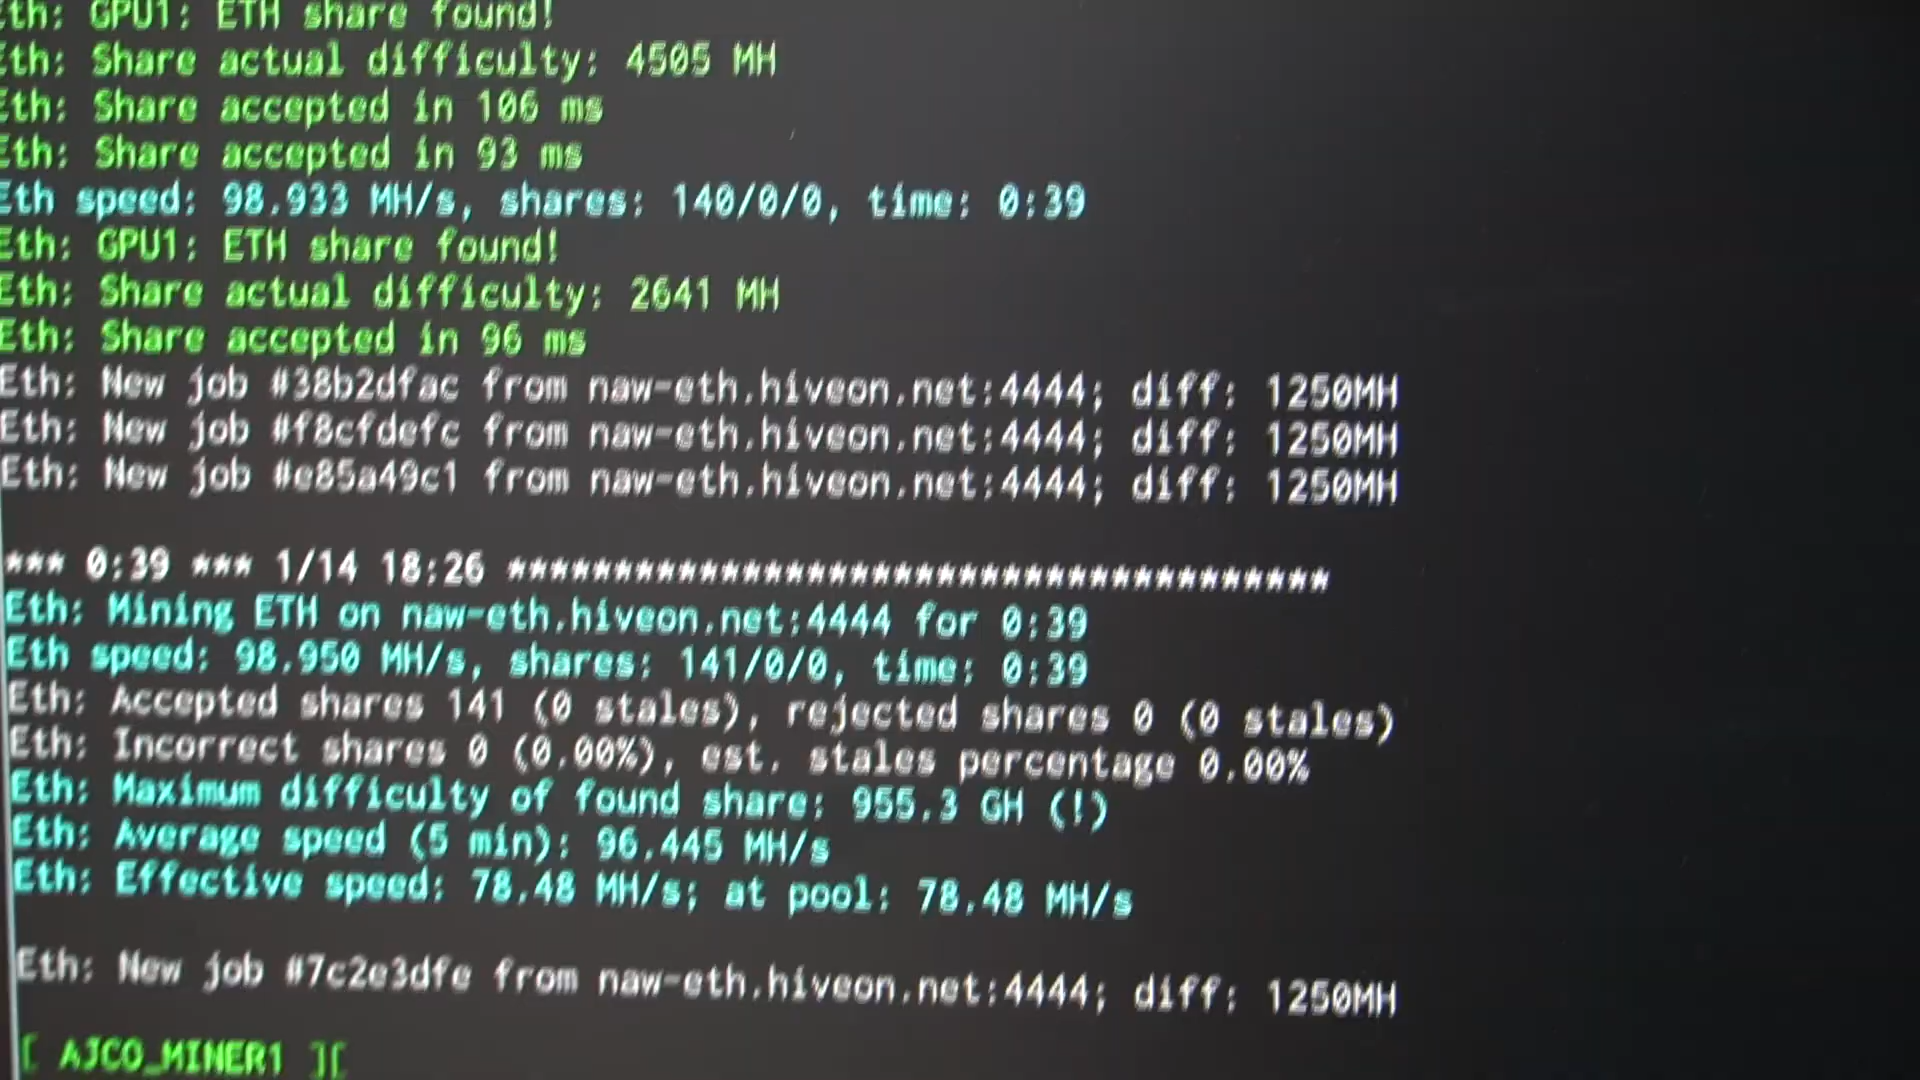 Eth: GPU1: ETH share found!
Eth: Share actual difficulty: 4505 MH
Eth: Share accepted in 106 ms
Eth: Share accepted in 93 ms
Eth speed: 98.933 MH/s, shares: 140/0/0, time: 0:39
Eth: GPU1: ETH share found!
Eth: Share actual difficulty: 2641 MH
Eth: Share accepted in 96 ms
Eth: New job #38b2dfac from naw-eth.hiveon.net:4444; diff: 1250MH
Eth: New job #f8cfdefc from naw-eth.hiveon.net:4444; diff: 1250MH
Eth: New job #e85a49c1 from naw-eth.hiveon.net:4444; diff: 1250MH
*** 0:39 *** 1/14 18:26 ***************************************
Eth: Mining ETH on naw-eth.hiveon.net:4444 for 0:39
Eth speed: 98.950 MH/s, shares: 141/0/0, time: 0:39
Eth: Accepted shares 141 (0 stales), rejected shares 0 (0 stales)
Eth: Incorrect shares 0 (0.00%), est. stales percentage 0.00%
Eth: Maximum difficulty of found share: 955.3 GH (!)
Eth: Average speed (5 min): 96.445 MH/s
Eth: Effective speed: 78.48 MH/s; at pool: 78.48 MH/s
Eth: New job #7c2e3dfe from naw-eth.hiveon.net:4444; diff: 1250MH
[ AJCO_MINER1 ][